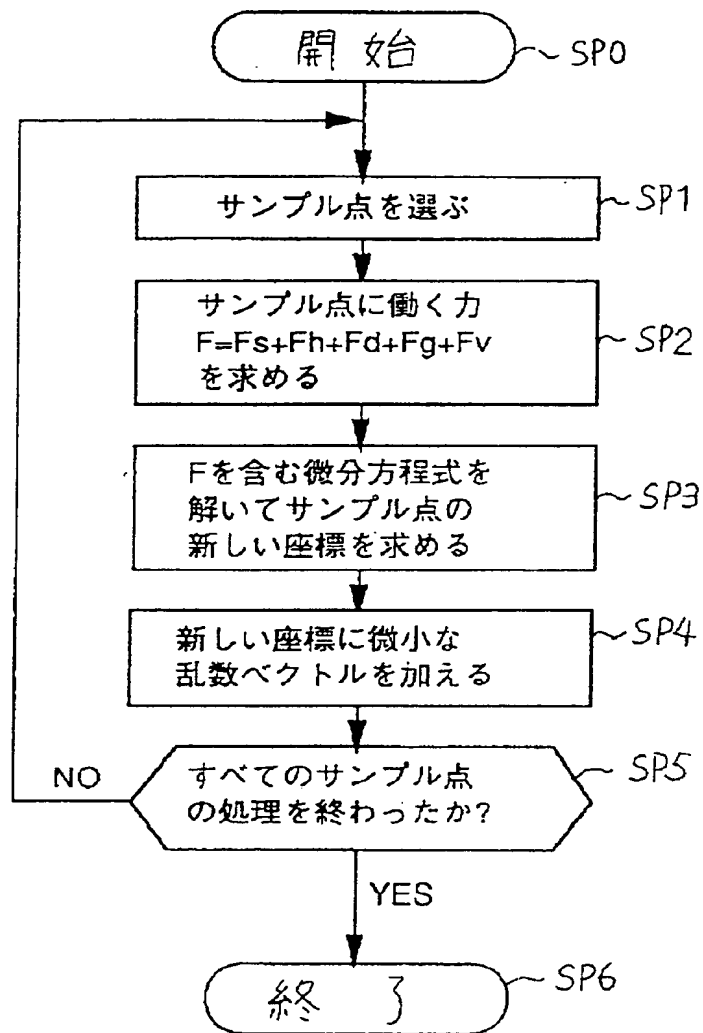 開始
SP0
サンプル点を選ぶ
SP1
サンプル点に働く力
F=Fs+Fh+Fd+Fg+Fv
を求める
SP2
Fを含む微分方程式を
解いてサンプル点の
新しい座標を求める
SP3
新しい座標に微小な
乱数ベクトルを加える
SP4
すべてのサンプル点
の処理を終わったか?
SP5
NO
YES
終了
SP6